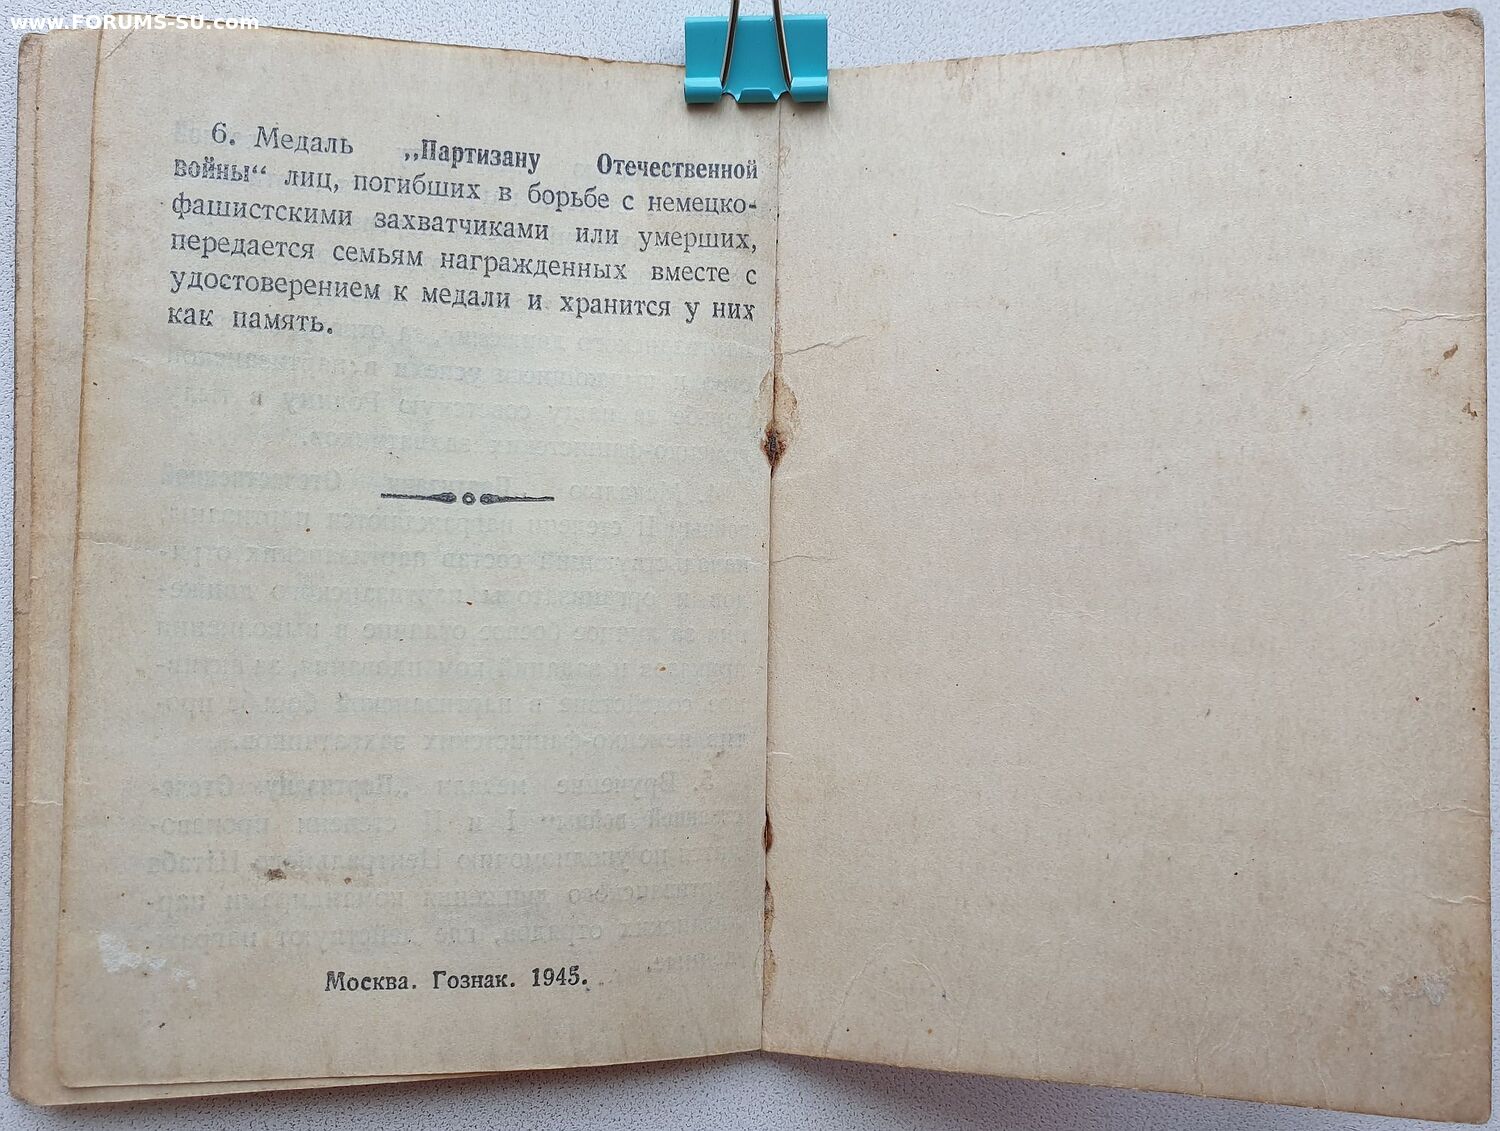 www.FORUMS-SU.com
6. Медаль „Партизану Отечественной
войны“ лиц, погибших в борьбе с немецко-
фашистскими захватчиками или умерших,
передается семьям награжденных вместе с
удостоверением к медали и хранится у них
как память.
Москва. Гознак. 1945.